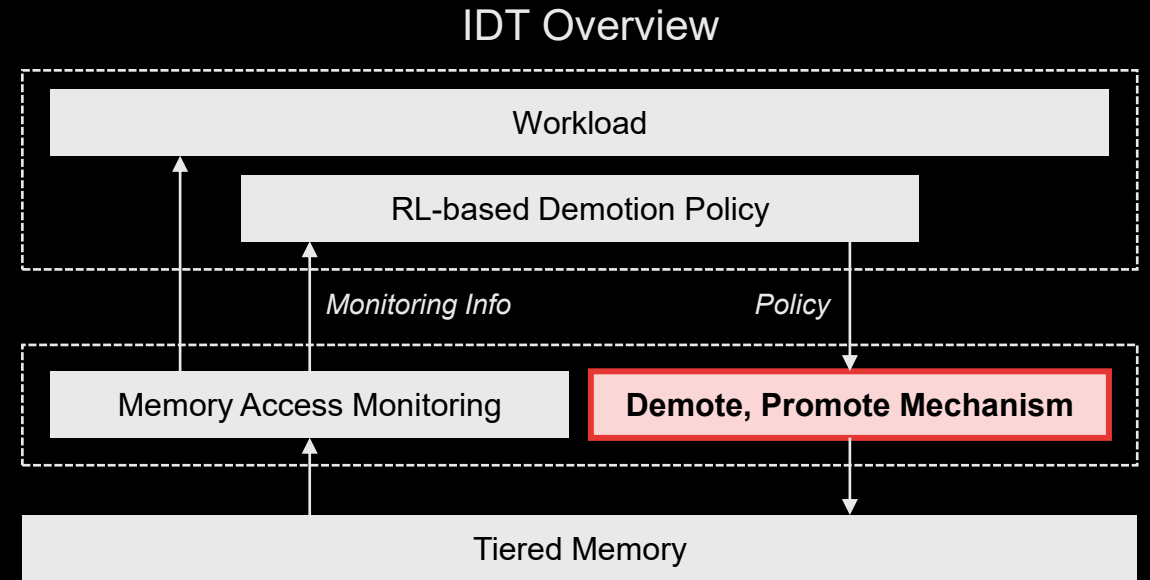 IDT Overview
Workload
RL-based Demotion Policy
Monitoring Info
Policy
Memory Access Monitoring
Demote, Promote Mechanism
Tiered Memory